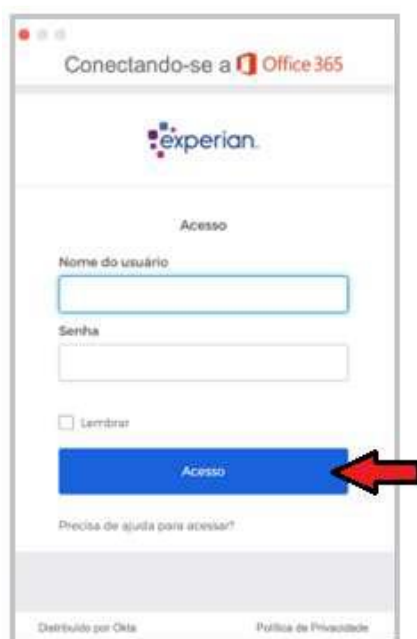 Conectando-se a Office 365
experian.
Acesso
Nome do usuário
Senha
Lembrar
Acesso
Precisa de ajuda para acessar?
Distribuído por Okta Política de Privacidade